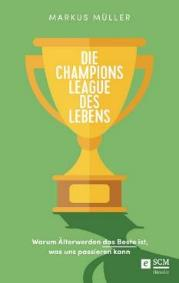 MARKUS MÜLLER
DIE
CHAMPIONS
LEAGUE
DES
LEBENS
Warum Älterwerden das Beste ist,
was uns passieren kann
e SCM